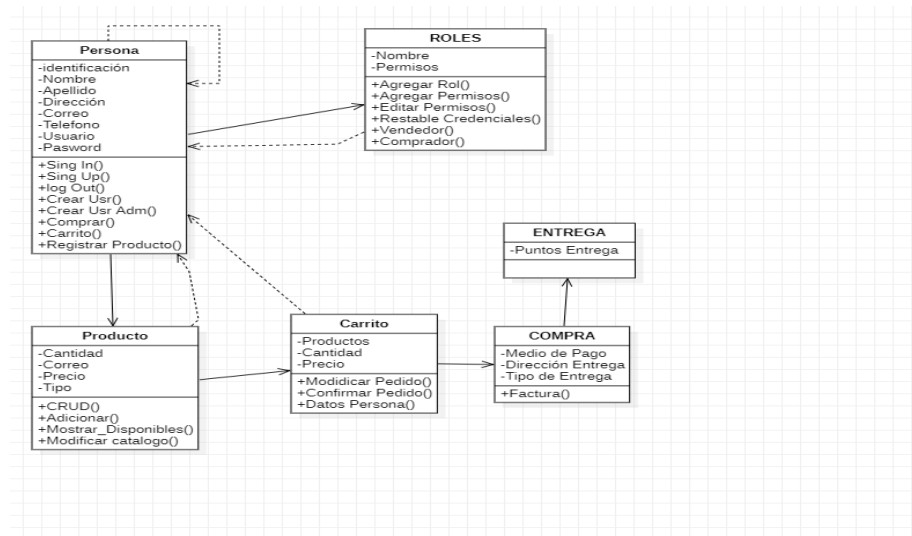 Persona
-identificación
-Nombre
-Apellido
-Dirección
-Correo
-Telefono
-Usuario
-Pasword
+Sing In()
+Sing Up()
+log Out()
+Crear Usr()
+Crear Usr Adm()
+Comprar()
+Carrito()
+Registrar Producto()
ROLES
-Nombre
-Permisos
+Agregar Rol()
+Agregar Permisos()
+Editar Permisos()
+Restable Credenciales()
+Vendedor()
+Comprador()
ENTREGA
-Puntos Entrega
Producto
-Cantidad
-Correo
-Precio
-Tipo
+CRUD()
+Adicionar()
+Mostrar_Disponibles()
+Modificar catalogo()
Carrito
-Productos
-Cantidad
-Precio
+Modidicar Pedido()
+Confirmar Pedido()
+Datos Persona()
COMPRA
-Medio de Pago
-Dirección Entrega
-Tipo de Entrega
+Factura()